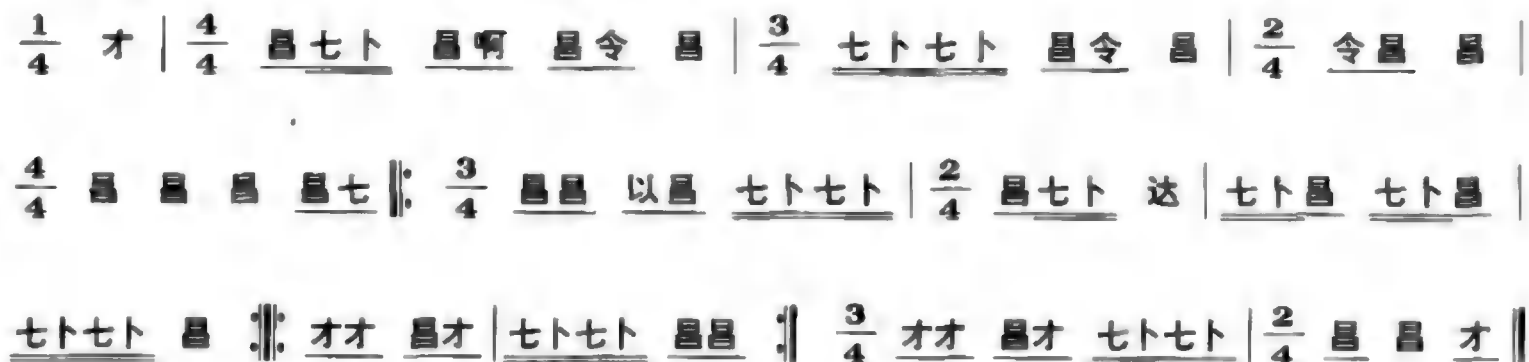 1/4 才 | 4/4 昌七卜 昌啊 昌令 昌 | 3/4 七卜七卜 昌令 昌 | 2/4 令昌 昌 |
4/4 昌 昌 昌 昌七 ‖: 3/4 昌昌 以昌 七卜七卜 | 2/4 昌七卜 达 | 七卜昌 七卜昌 |
七卜七卜 昌 :‖: 才才 昌才 | 七卜七卜 昌昌 :‖ 3/4 才才 昌才 七卜七卜 | 2/4 昌 昌 才 ‖